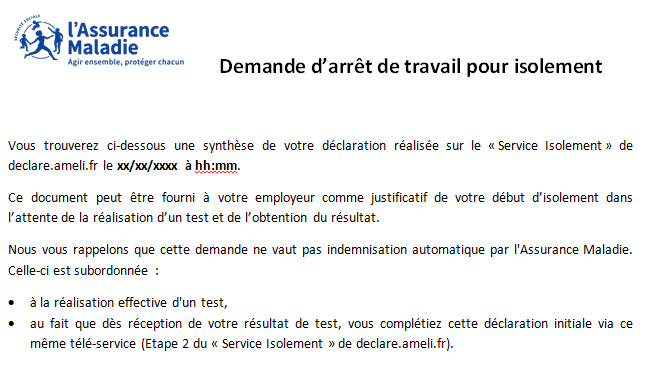 SÉCURITÉ SOCIALE
l'Assurance
Maladie
Agir ensemble, protéger chacun
Demande d'arrêt de travail pour isolement
Vous trouverez ci-dessous une synthèse de votre déclaration réalisée sur le « Service Isolement » de
declare.ameli.fr le xx/xx/xxxx à hh:mm.
Ce document peut être fourni à votre employeur comme justificatif de votre début d'isolement dans
l'attente de la réalisation d'un test et de l'obtention du résultat.
Nous vous rappelons que cette demande ne vaut pas indemnisation automatique par l'Assurance Maladie.
Celle-ci est subordonnée :
• à la réalisation effective d'un test,
• au fait que dès réception de votre résultat de test, vous complétiez cette déclaration initiale via ce
même télé-service (Etape 2 du « Service Isolement » de declare.ameli.fr).